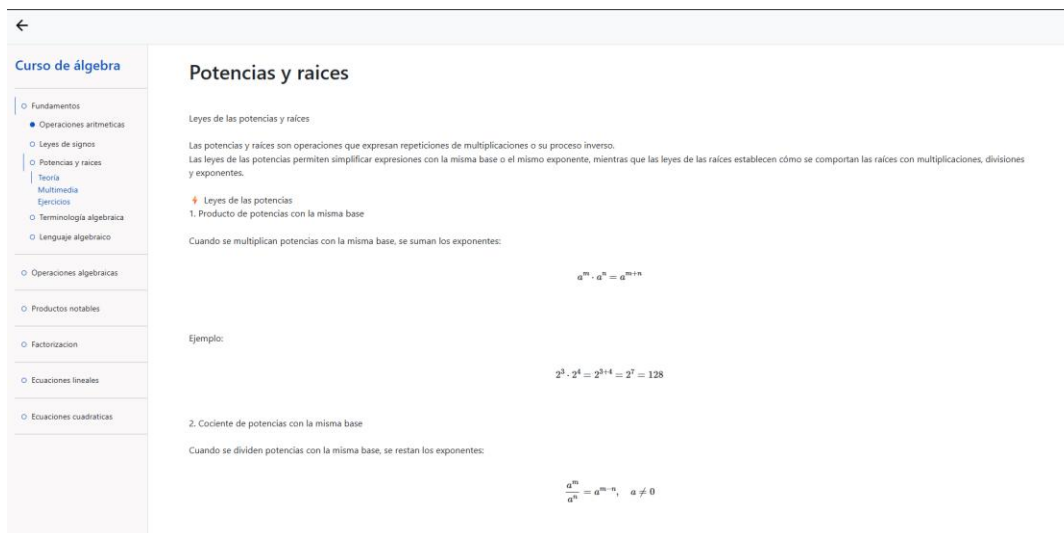 Curso de álgebra
Fundamentos
Operaciones aritmeticas
Leyes de signos
Potencias y raices
Teoría
Multimedia
Ejercicios
Terminología algebraica
Lenguaje algebraico
Operaciones algebraicas
Productos notables
Factorizacion
Ecuaciones lineales
Ecuaciones cuadraticas
Potencias y raices
Leyes de las potencias y raíces
Las potencias y raíces son operaciones que expresan repeticiones de multiplicaciones o su proceso inverso.
Las leyes de las potencias permiten simplificar expresiones con la misma base o el mismo exponente, mientras que las leyes de las raíces establecen cómo se comportan las raíces con multiplicaciones, divisiones
y exponentes.
Leyes de las potencias
1. Producto de potencias con la misma base
Cuando se multiplican potencias con la misma base, se suman los exponentes:
a^m · a^n = a^{m+n}
Ejemplo:
2^3 · 2^4 = 2^{3+4} = 2^7 = 128
2. Cociente de potencias con la misma base
Cuando se dividen potencias con la misma base, se restan los exponentes:
a^m / a^n = a^{m−n}, a ≠ 0